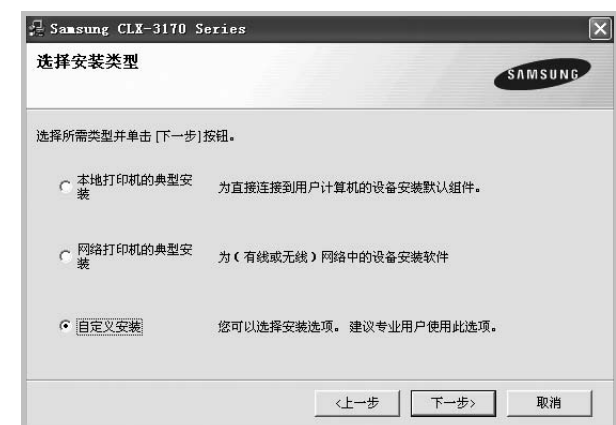 Samsung CLX-3170 Series
选择安装类型
SAMSUNG
选择所需类型并单击 [下一步]按钮。
本地打印机的典型安
装
为直接连接到用户计算机的设备安装默认组件。
网络打印机的典型安
装
为(有线或无线)网络中的设备安装软件
自定义安装
您可以选择安装选项。 建议专业用户使用此选项。
<上一步
下一步>
取消